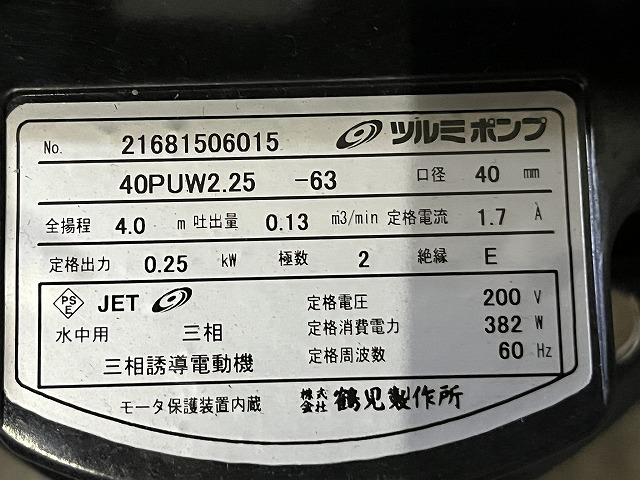 No. 21681506015 ツルミポンプ
40PUW2.25 -63 口径 40 mm
全揚程 4.0 m 吐出量 0.13 m3/min 定格電流 1.7 A
定格出力 0.25 kW 極数 2 絶縁 E
PSE JET 定格電圧 200 V
水中用 三相 定格消費電力 382 W
三相誘導電動機 定格周波数 60 Hz
モータ保護装置内蔵 株式会社 鶴見製作所